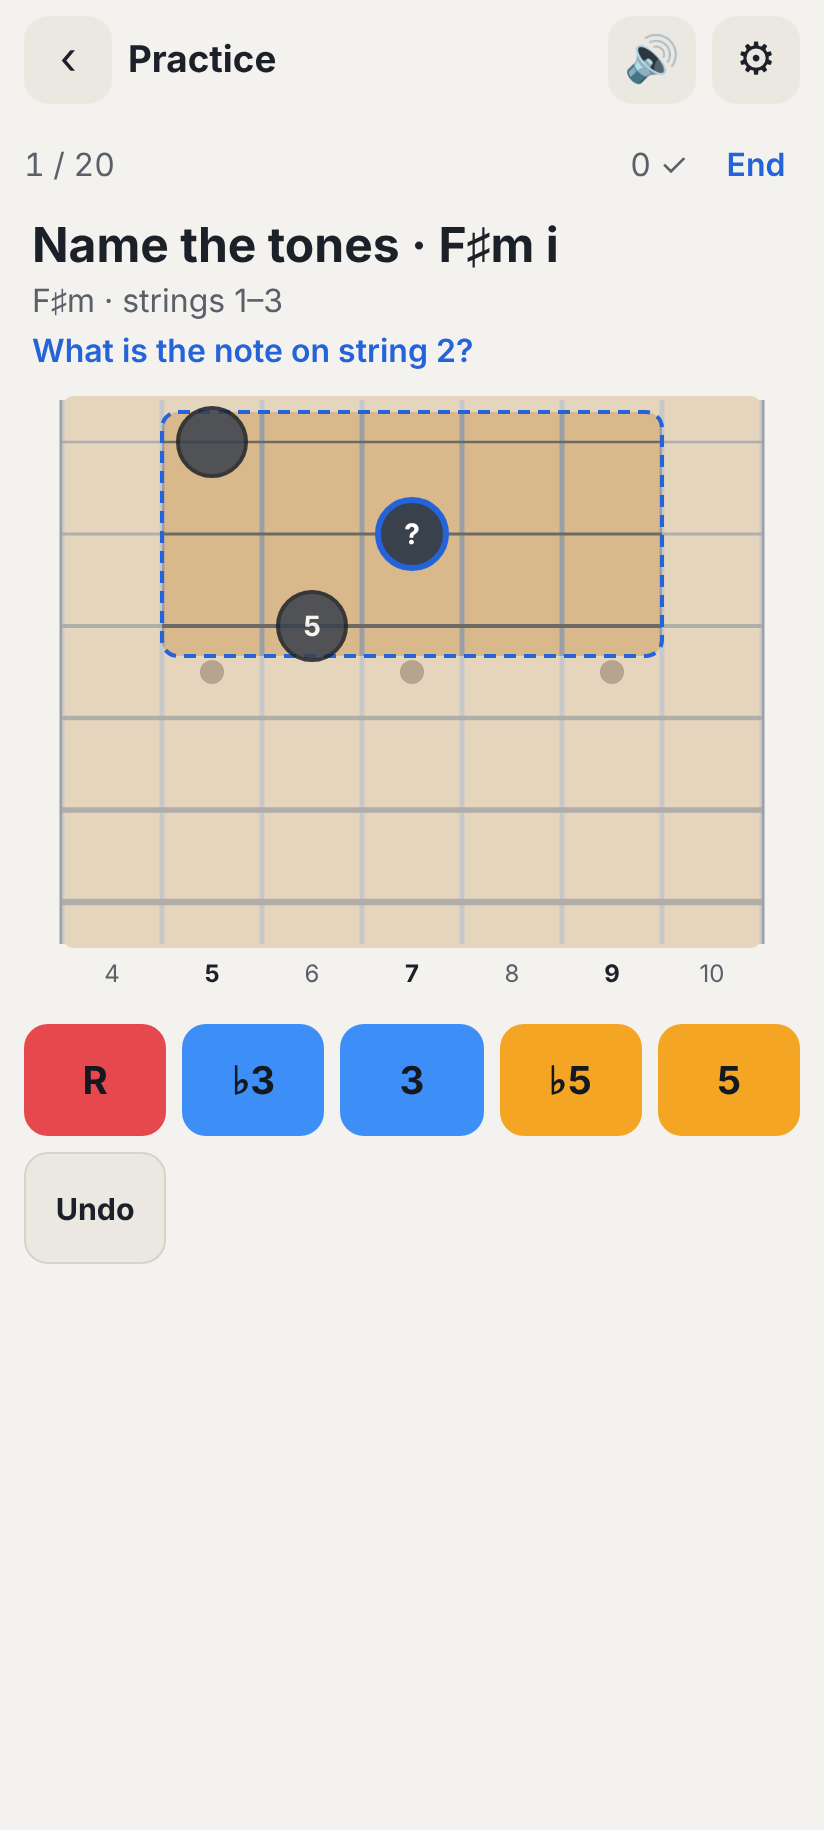 ‹ Practice 🔊 ⚙
1 / 20 0 ✓ End
Name the tones · F♯m i
F♯m · strings 1–3
What is the note on string 2?
?
5
4 5 6 7 8 9 10
R ♭3 3 ♭5 5
Undo